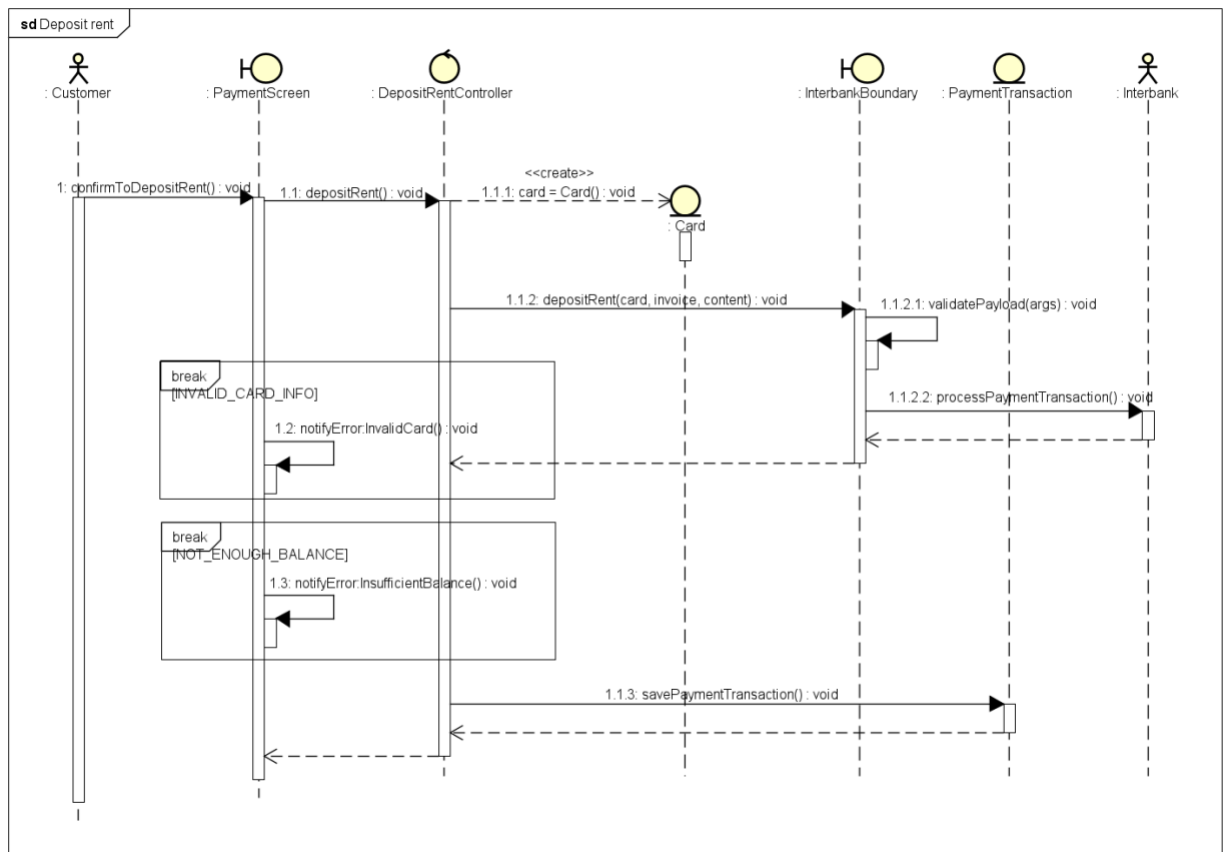 sd Deposit rent
: Customer
: PaymentScreen
: DepositRentController
: InterbankBoundary
: PaymentTransaction
: Interbank
<<create>>
1: confirmToDepositRent() : void
1.1: depositRent() : void
1.1.1: card = Card() : void
: Card
1.1.2: depositRent(card, invoice, content) : void
1.1.2.1: validatePayload(args) : void
break
[INVALID_CARD_INFO]
1.1.2.2: processPaymentTransaction() : void
1.2: notifyError:InvalidCard() : void
break
[NOT_ENOUGH_BALANCE]
1.3: notifyError:InsufficientBalance() : void
1.1.3: savePaymentTransaction() : void